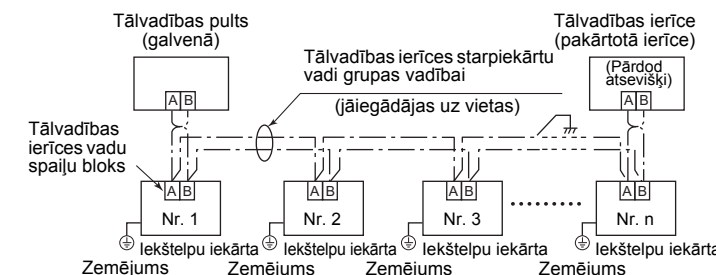 Tālvadības pults
(galvenā)
Tālvadības ierīce
(pakārtotā ierīce)
Tālvadības ierīces starpiekārtu
vadi grupas vadībai
(jāiegādājas uz vietas)
(Pārdod
atsevišķi)
A B
A B
Tālvadības
ierīces vadu
spaiļu bloks
A B
A B
A B
A B
Nr. 1
Nr. 2
Nr. 3
Nr. n
Iekštelpu iekārta
Iekštelpu iekārta
Iekštelpu iekārta
Iekštelpu iekārta
Zemējums
Zemējums
Zemējums
Zemējums